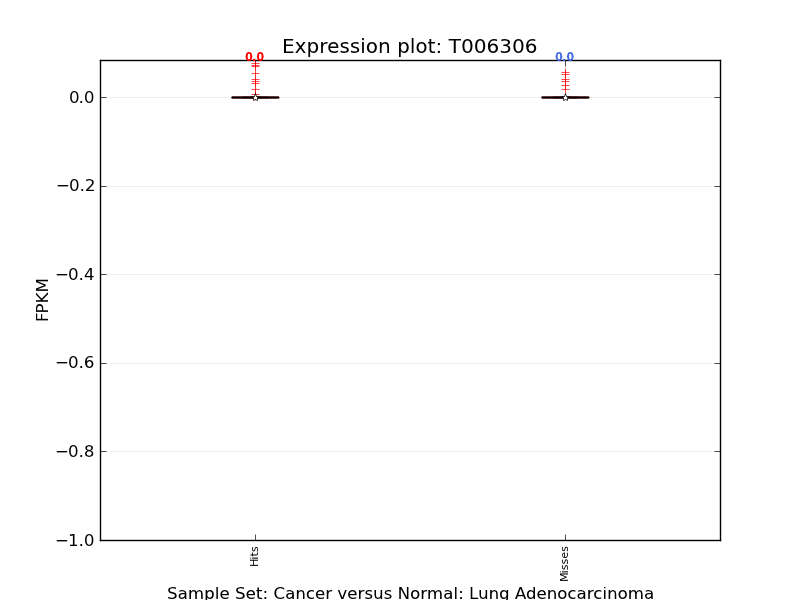 Expression plot: T006306
0.0
0.0
0.0
−0.2
−0.4
−0.6
−0.8
−1.0
FPKM
Hits
Misses
Sample Set: Cancer versus Normal: Lung Adenocarcinoma